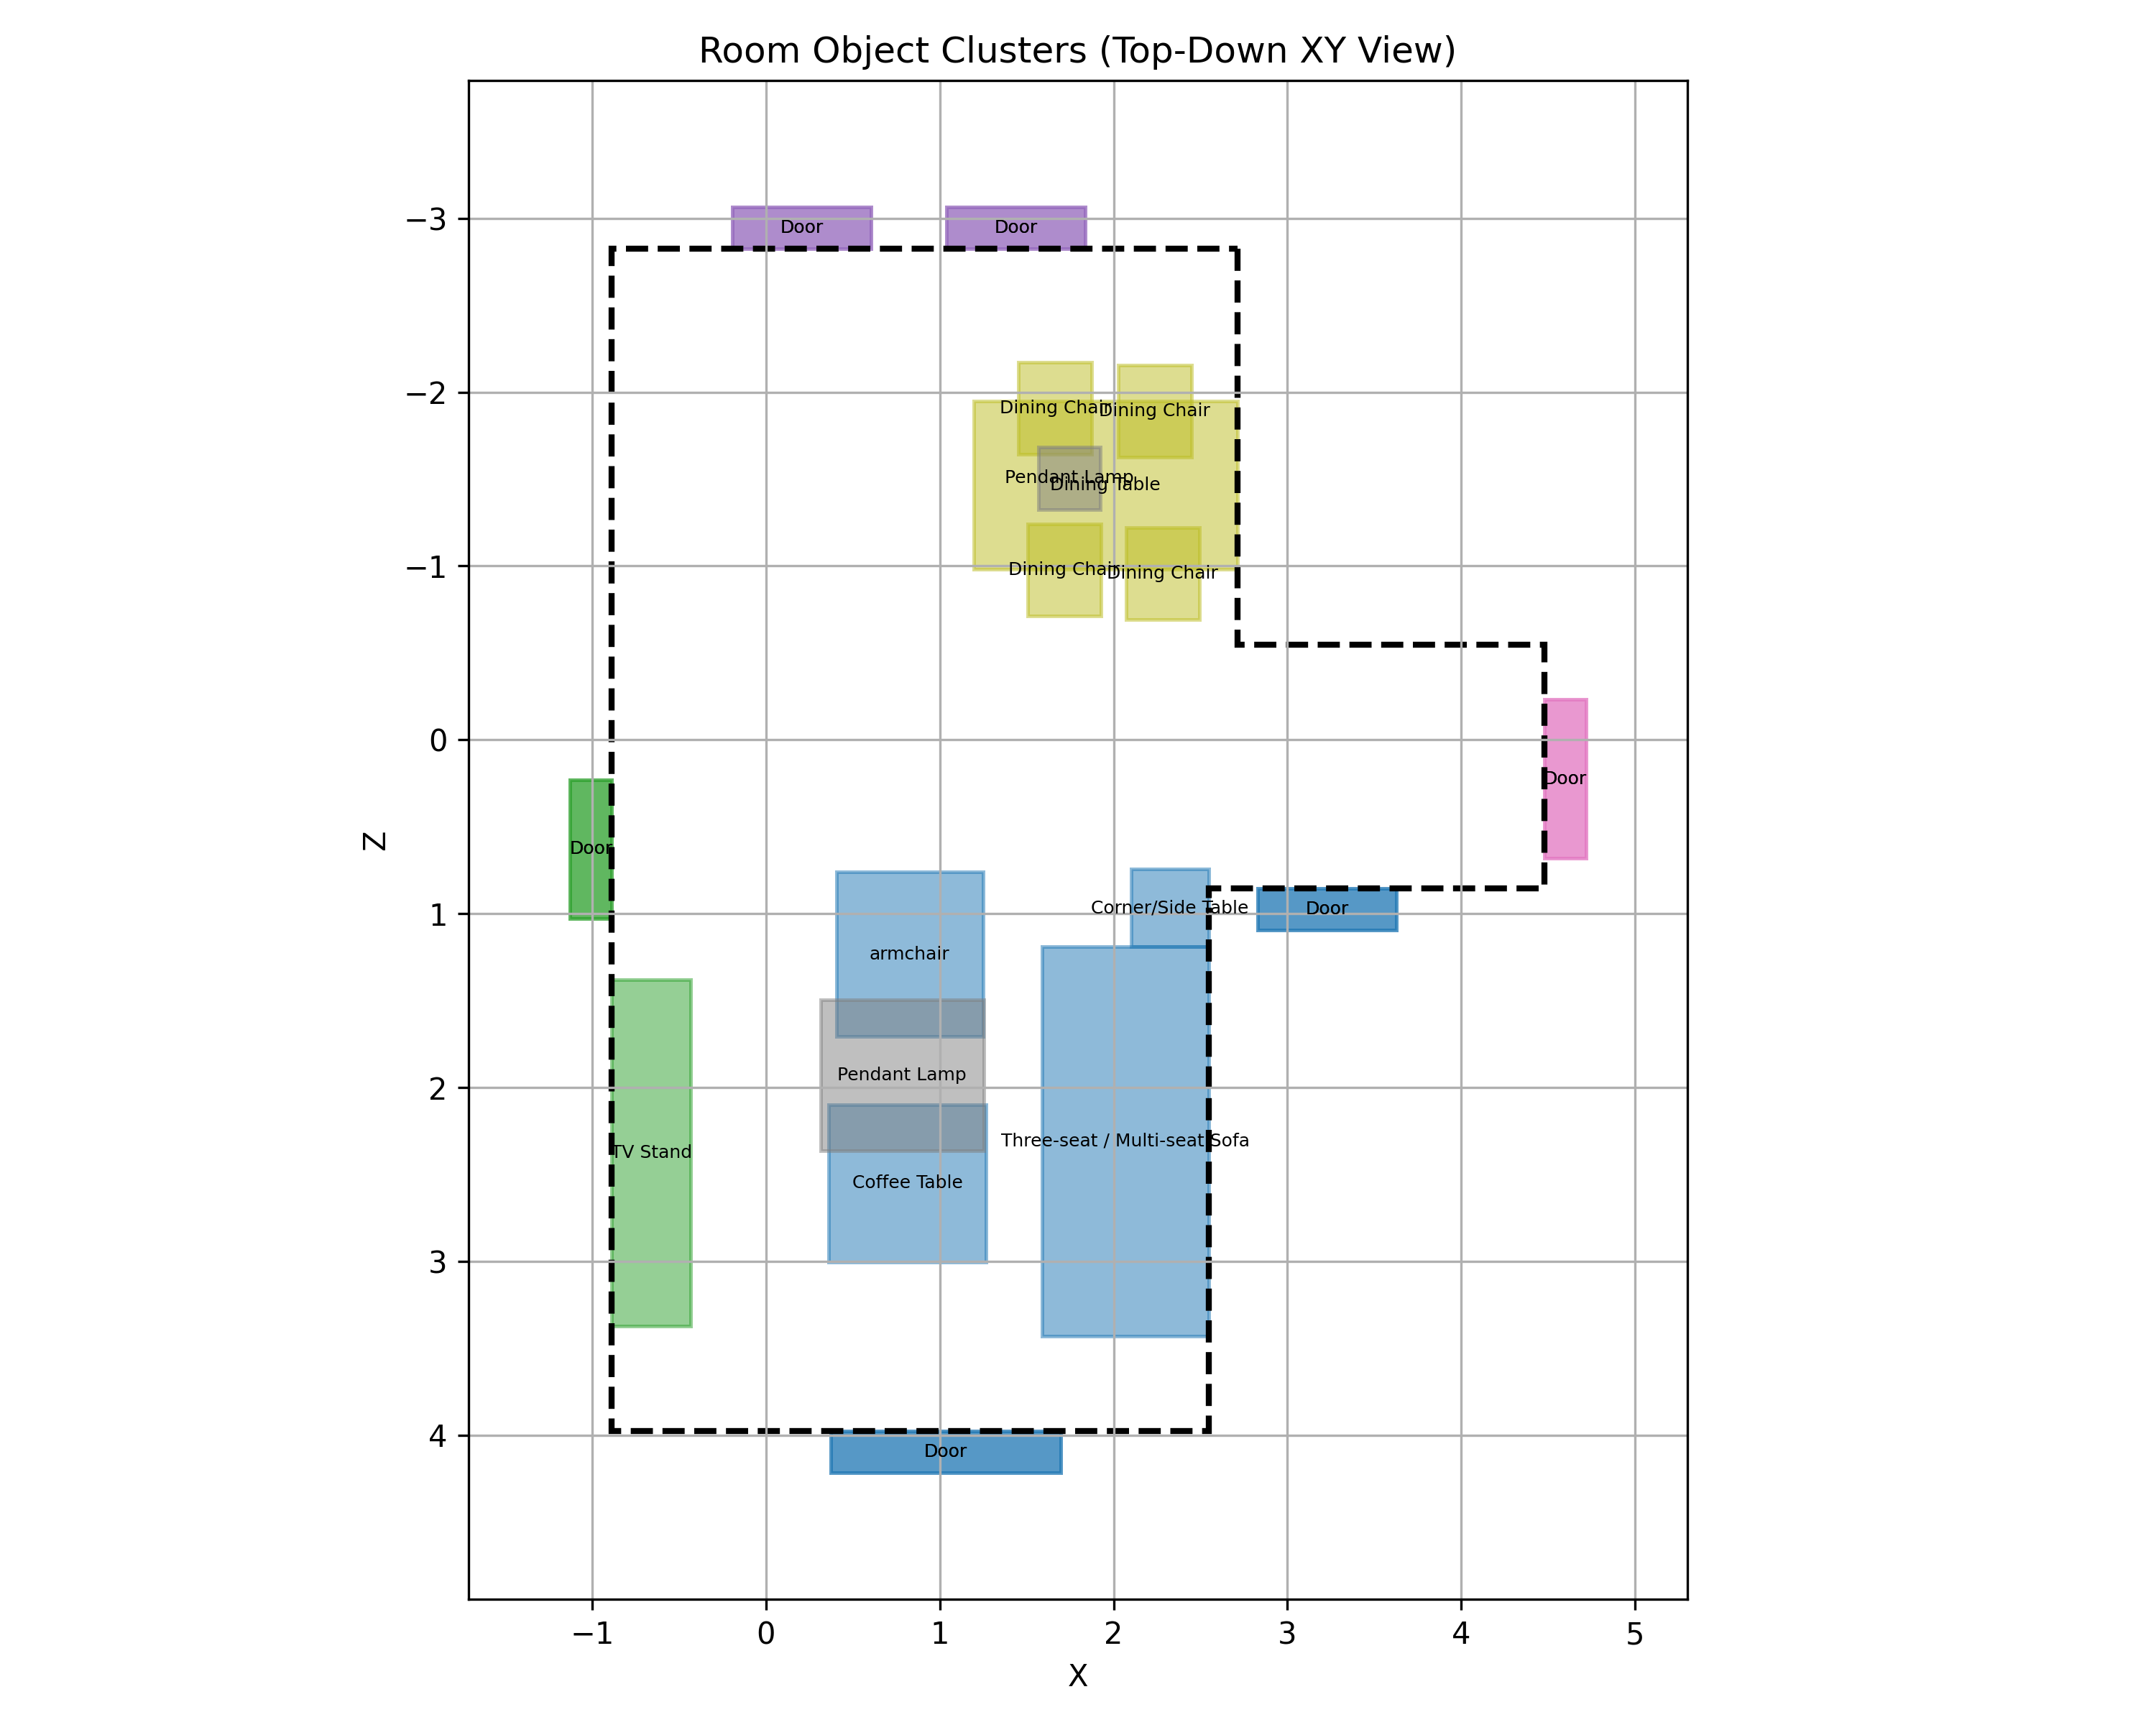 Room Object Clusters (Top-Down XY View)
−3
Door
Door
−2
Dining Chair
Dining Chair
Pendant Lamp
Dining Table
−1
Dining Chair
Dining Chair
0
Door
Z
Door
1
Corner/Side Table
Door
armchair
2
Pendant Lamp
Three-seat / Multi-seat Sofa
TV Stand
Coffee Table
3
4
Door
−1
0
1
2
3
4
5
X